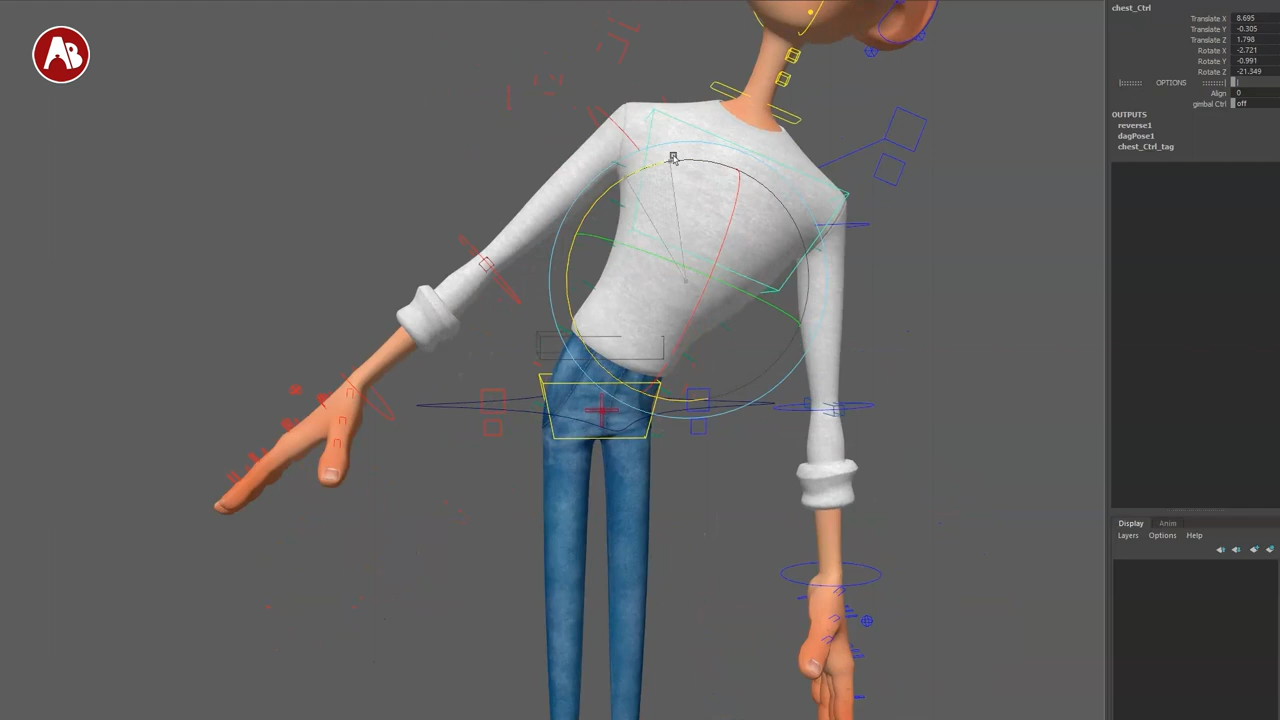 AB
chest_Ctrl
Translate X 8.695
Translate Y -0.305
Translate Z 1.798
Rotate X -2.721
Rotate Y -0.991
Rotate Z -21.349
|:::::::: OPTIONS ::::::::|
Align 0
gimbal Ctrl off
OUTPUTS
reverse1
dagPose1
chest_Ctrl_tag
Display Anim
Layers Options Help